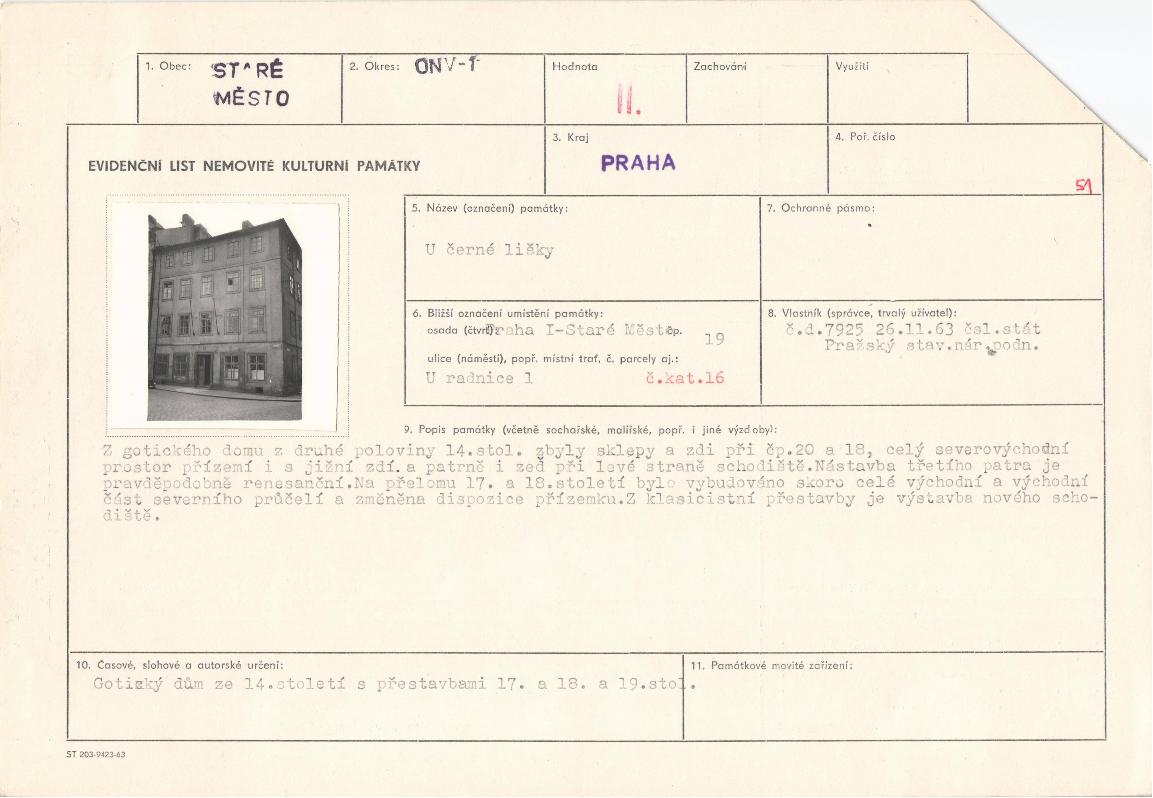 1. Obec: STARÉ
MĚSTO
2. Okres: ONV-1
Hodnota
II.
Zachování
Využití
EVIDENČNÍ LIST NEMOVITÉ KULTURNÍ PAMÁTKY
3. Kraj
PRAHA
4. Poř. číslo
51
5. Název (označení) památky:
U černé lišky
7. Ochranné pásmo:
6. Bližší označení umístění památky:
osada (čtvrť): Praha I-Staré Město čp. 19
ulice (náměstí), popř. místní trať, č. parcely aj.:
U radnice 1 č.kat.16
8. Vlastník (správce, trvalý uživatel):
č.d.7925 26.11.63 čsl.stát
Pražský stav.nár.podn.
9. Popis památky (včetně sochařské, malířské, popř. i jiné výzdoby):
Z gotického domu z druhé poloviny 14.stol. zbyly sklepy a zdi při čp.20 a 18, celý severovýchodní
prostor přízemí i s jižní zdí.a patrně i zeď při levé straně schodiště.Nástavba třetího patra je
pravděpodobně renesanční.Na přelomu 17. a 18.století bylo vybudováno skoro celé východní a východní
část severního průčelí a změněna dispozice přízemku.Z klasicistní přestavby je výstavba nového scho-
diště.
10. Časové, slohové a autorské určení:
Gotizký dům ze 14.století s přestavbami 17. a 18. a 19.stol.
11. Památkové movité zařízení:
ST 203-9423-63